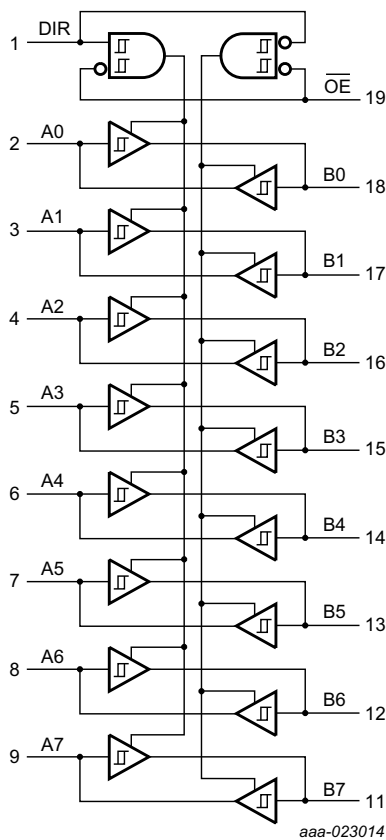 1 DIR
OE 19
2 A0
B0 18
3 A1
B1 17
4 A2
B2 16
5 A3
B3 15
6 A4
B4 14
7 A5
B5 13
8 A6
B6 12
9 A7
B7 11
aaa-023014